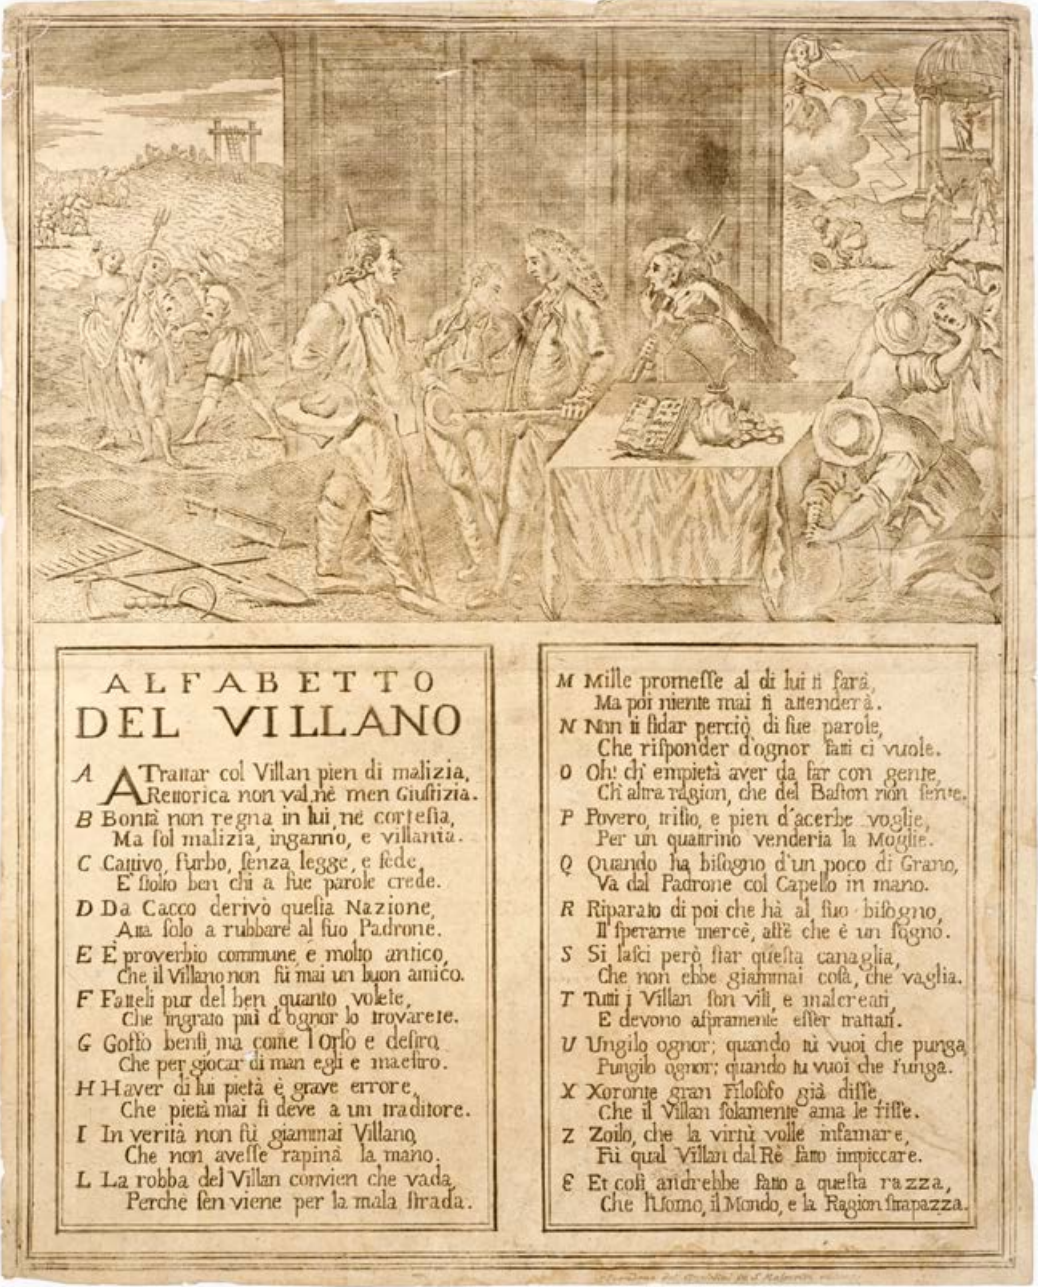 ALFABETTO
DEL VILLANO
A ATrattar col Villan pien di malizia,
Rettorica non val, nè men Giuſtizia.
B Bontà non regna in lui, nè corteſia,
Ma ſol malizia, inganno, e villania.
C Cattivo, furbo, ſenza legge, e fede,
E' ſtolto ben chi a ſue parole crede.
D Da Cacco derivò queſta Nazione,
Atta ſolo a rubbare al ſuo Padrone.
E È proverbio commune, e molto antico,
Che il Villano non fù mai un buon amico.
F Fatteli pur del ben quanto volete,
Che ingrato più d'ognor lo trovarete.
G Goffo benſi, ma come l'Orſo e deſtro,
Che per giocar di man egli e maeſtro.
H Haver di lui pietà è grave errore,
Che pietà mai ſi deve a un traditore.
I In verità non fù giammai Villano,
Che non aveſſe rapina la mano.
L La robba del Villan convien che vada,
Perche ſen viene per la mala ſtrada.
M Mille promeſſe al di lui ti farà,
Ma poi niente mai ti attenderà.
N Non ti fidar perciò di ſue parole,
Che riſponder d'ognor fatti ci vuole.
O Oh! ch' empietà aver da far con gente,
Ch'altra ragion, che del Baſton non ſente.
P Povero, triſto, e pien d'acerbe voglie,
Per un quattrino venderia la Moglie.
Q Quando ha biſogno d'un poco di Grano,
Va dal Padrone col Capello in mano.
R Riparato di poi che hà al ſuo biſogno,
Il ſperarne mercè, affè che è un ſogno.
S Si laſci però ſtar queſta canaglia,
Che non ebbe giammai coſa, che vaglia.
T Tutti i Villan ſon vili, e malcreati,
E devono aſpramente eſſer trattati.
U Ungilo ognor; quando tù vuoi che punga,
Pungilo ognor; quando tu vuoi che t'unga.
X Xoronte gran Filoſofo già diſſe,
Che il Villan ſolamente ama le riſſe.
Z Zoilo, che la virtù volle infamare,
Fù qual Villan dal Rè fatto impiccare.
& Et coſi andrebbe fatto a queſta razza,
Che l'Uomo, il Mondo, e la Ragion ſtrapazza.